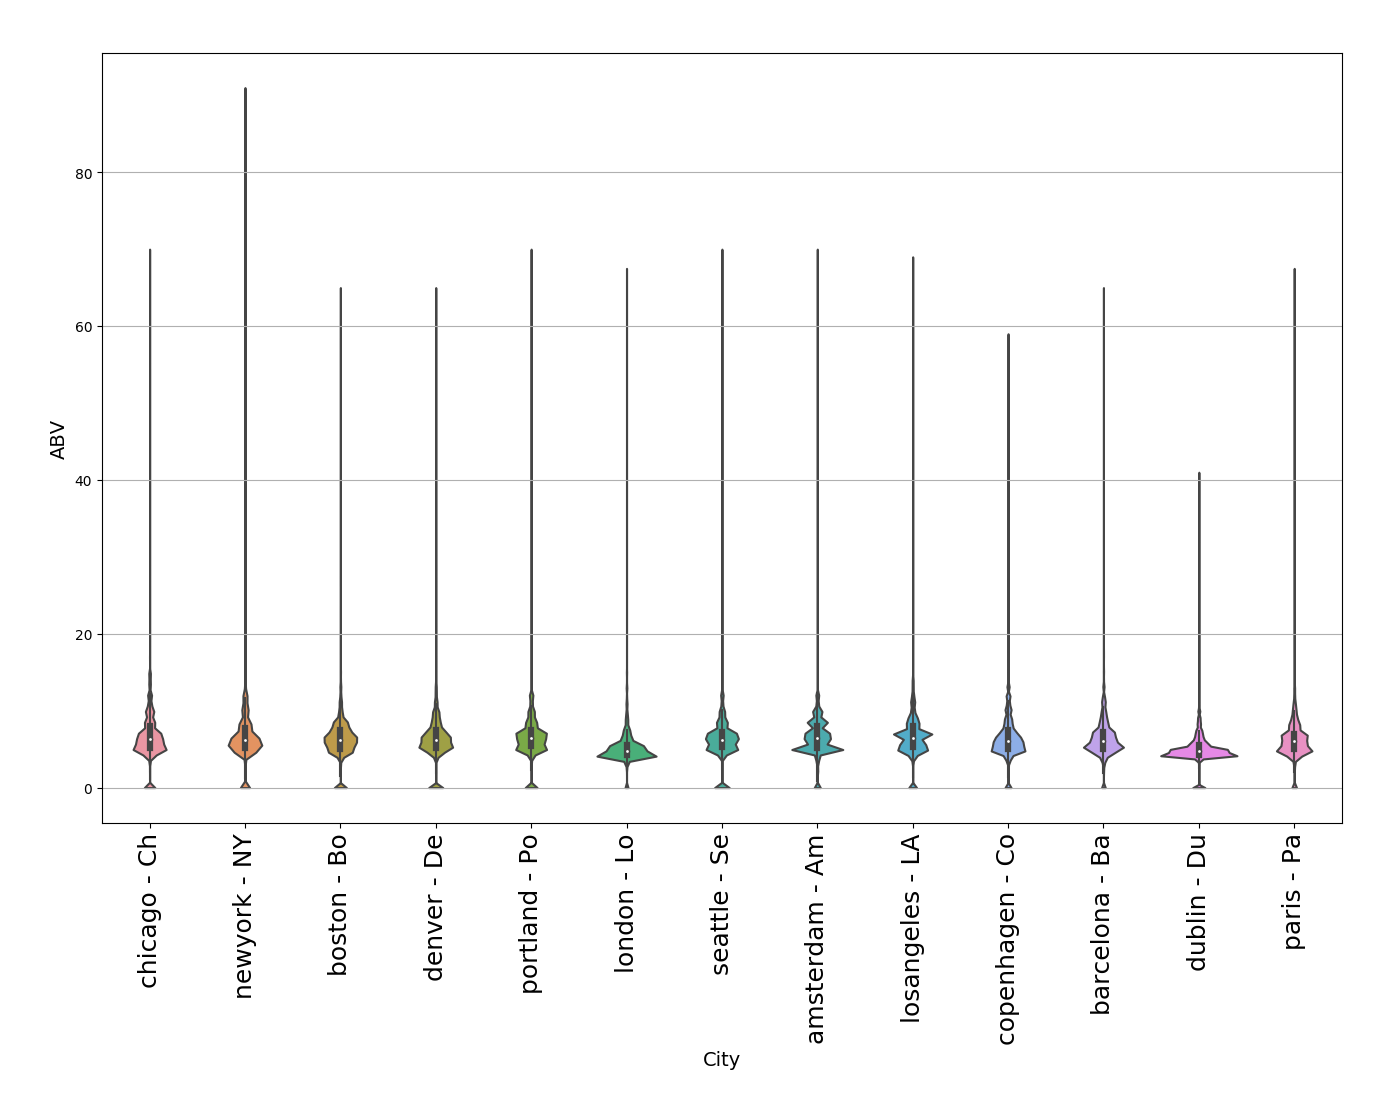 80
60
40
20
0
ABV
chicago - Ch
newyork - NY
boston - Bo
denver - De
portland - Po
london - Lo
seattle - Se
amsterdam - Am
losangeles - LA
copenhagen - Co
barcelona - Ba
dublin - Du
paris - Pa
City